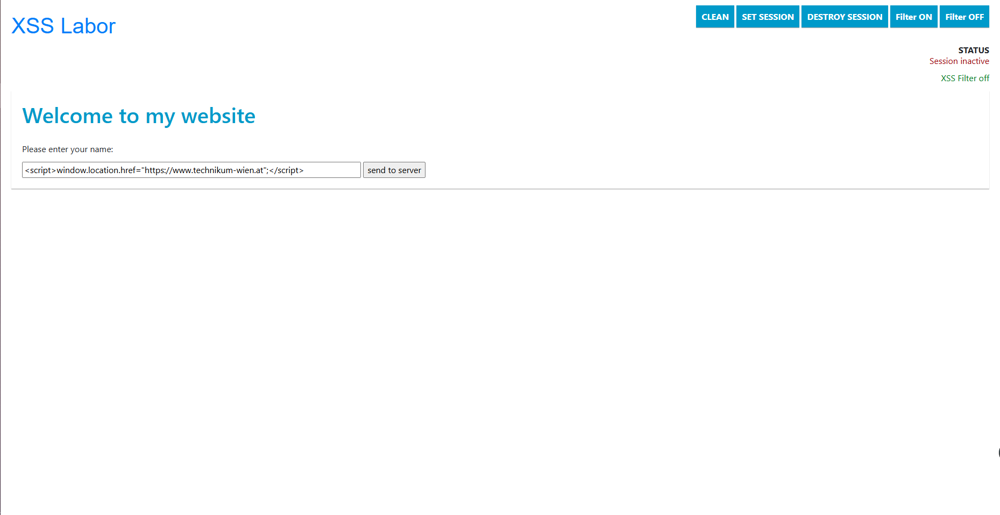 XSS Labor
CLEAN SET SESSION DESTROY SESSION Filter ON Filter OFF
STATUS
Session inactive
XSS Filter off
Welcome to my website
Please enter your name:
<script>window.location.href="https://www.technikum-wien.at";</script> send to server